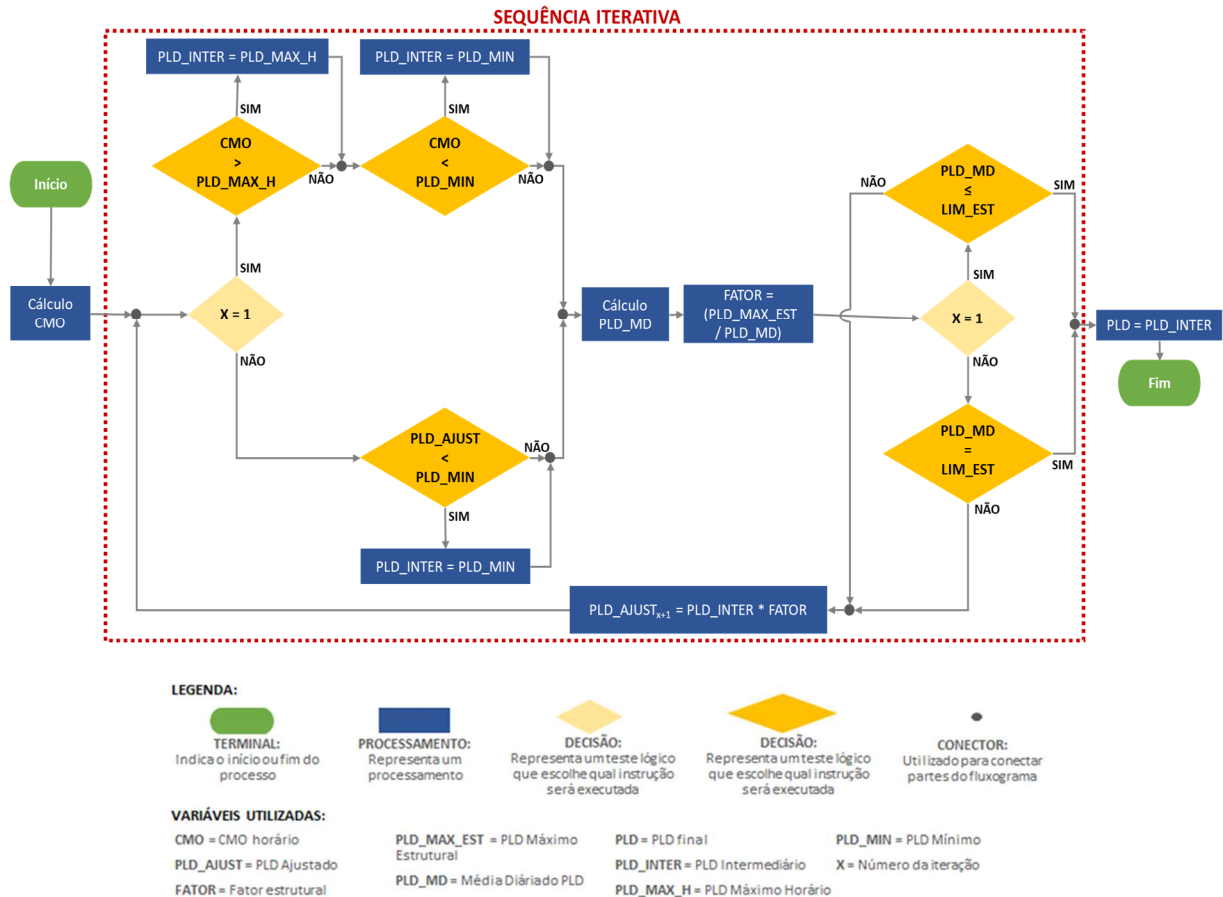 SEQUÊNCIA ITERATIVA
PLD_INTER = PLD_MAX_H
PLD_INTER = PLD_MIN
SIM
SIM
CMO
>
PLD_MAX_H
NÃO
CMO
<
PLD_MIN
NÃO
Início
NÃO
PLD_MD
≤
LIM_EST
SIM
SIM
SIM
Cálculo
CMO
X = 1
Cálculo
PLD_MD
FATOR =
(PLD_MAX_EST
/ PLD_MD)
X = 1
PLD = PLD_INTER
NÃO
NÃO
Fim
PLD_AJUST
<
PLD_MIN
NÃO
PLD_MD
=
LIM_EST
SIM
SIM
NÃO
PLD_INTER = PLD_MIN
PLD_AJUSTx+1 = PLD_INTER * FATOR
LEGENDA:
TERMINAL:
Indica o início ou fim do
processo
PROCESSAMENTO:
Representa um
processamento
DECISÃO:
Representa um teste lógico
que escolhe qual instrução
será executada
DECISÃO:
Representa um teste lógico
que escolhe qual instrução
será executada
CONECTOR:
Utilizado para conectar
partes do fluxograma
VARIÁVEIS UTILIZADAS:
CMO = CMO horário
PLD_AJUST = PLD Ajustado
FATOR = Fator estrutural
PLD_MAX_EST = PLD Máximo
Estrutural
PLD_MD = Média Diáriado PLD
PLD = PLD final
PLD_INTER = PLD Intermediário
PLD_MAX_H = PLD Máximo Horário
PLD_MIN = PLD Mínimo
X = Número da iteração